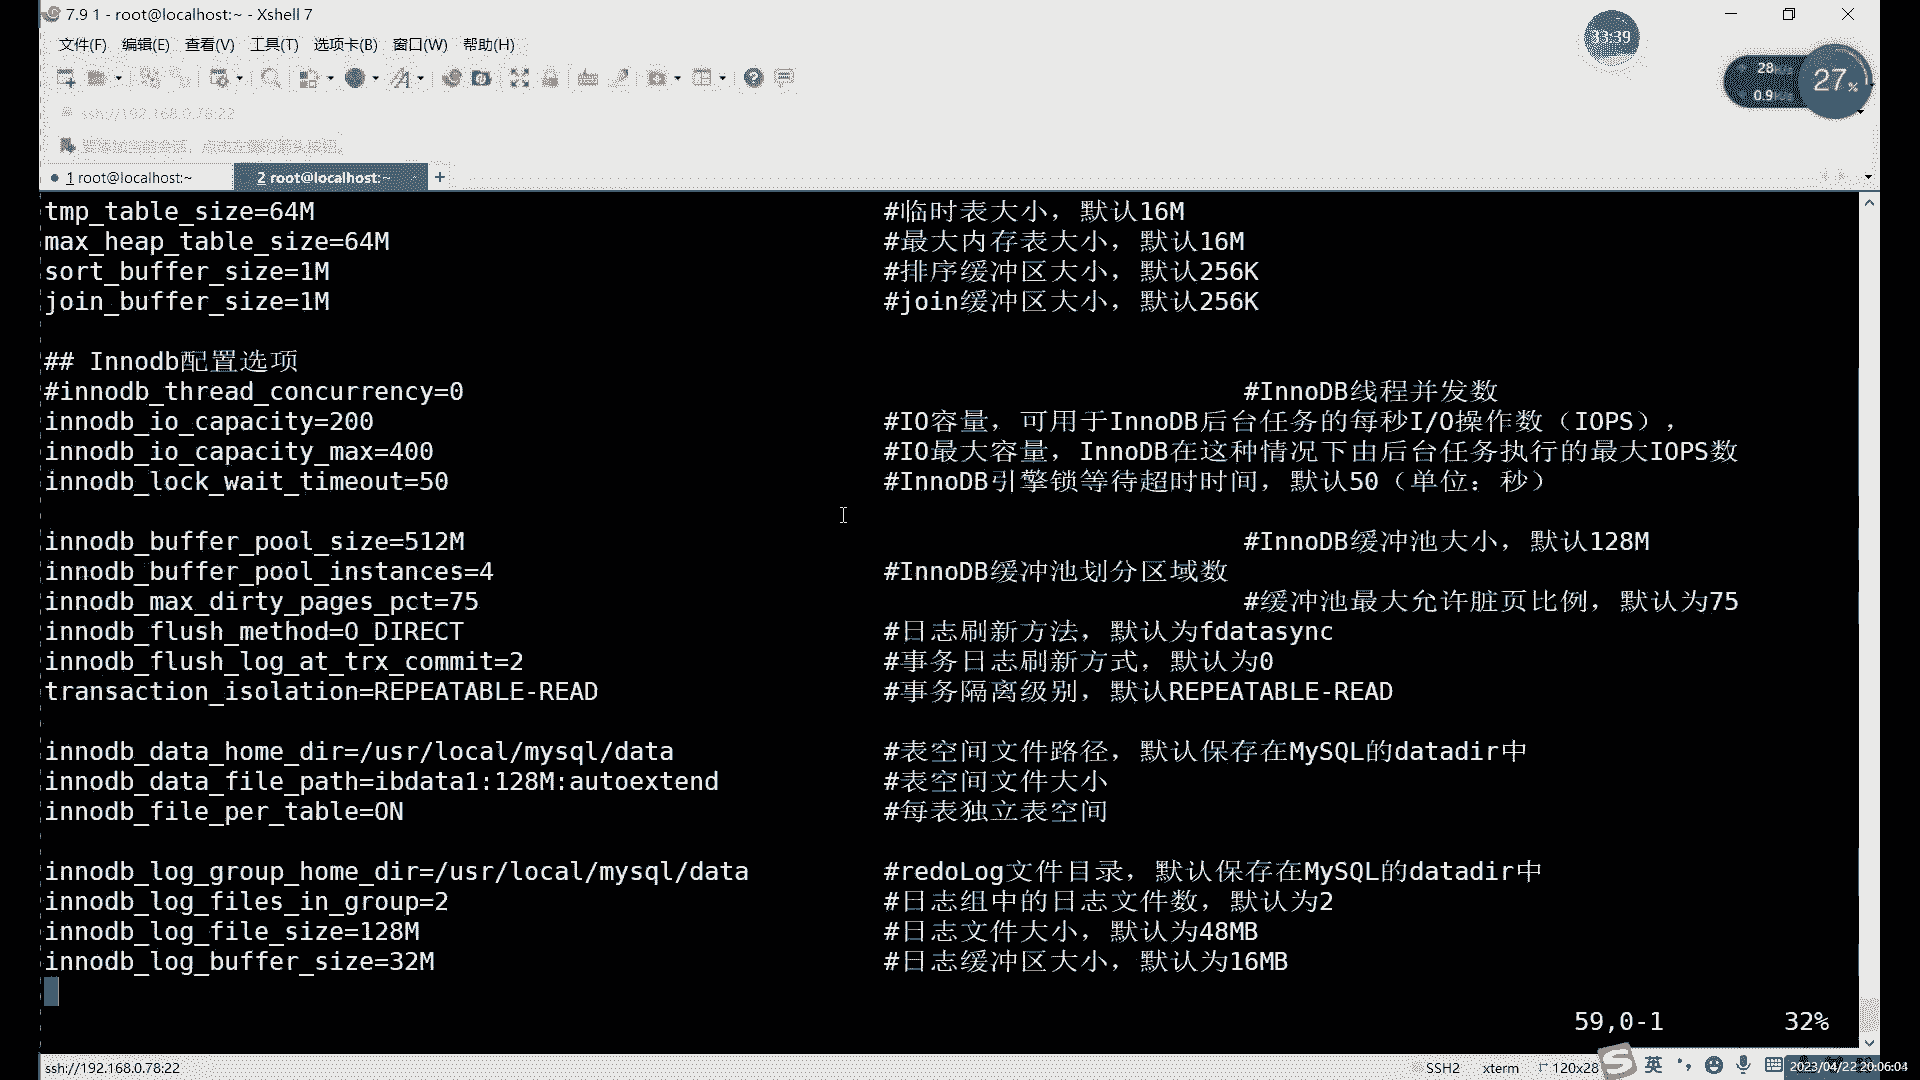 7.9 1 - root@localhost:~ - Xshell 7
33:39
文件(F) 编辑(E) 查看(V) 工具(T) 选项卡(B) 窗口(W) 帮助(H)
28
0.9
27%
ssh://192.168.0.78:22
1 root@localhost:~ 2 root@localhost:~ +
tmp_table_size=64M #临时表大小，默认16M
max_heap_table_size=64M #最大内存表大小，默认16M
sort_buffer_size=1M #排序缓冲区大小，默认256K
join_buffer_size=1M #join缓冲区大小，默认256K
## Innodb配置选项
#innodb_thread_concurrency=0 #InnoDB线程并发数
innodb_io_capacity=200 #IO容量，可用于InnoDB后台任务的每秒I/O操作数（IOPS），
innodb_io_capacity_max=400 #IO最大容量，InnoDB在这种情况下由后台任务执行的最大IOPS数
innodb_lock_wait_timeout=50 #InnoDB引擎锁等待超时时间，默认50（单位：秒）
innodb_buffer_pool_size=512M #InnoDB缓冲池大小，默认128M
innodb_buffer_pool_instances=4 #InnoDB缓冲池划分区域数
innodb_max_dirty_pages_pct=75 #缓冲池最大允许脏页比例，默认为75
innodb_flush_method=O_DIRECT #日志刷新方法，默认为fdatasync
innodb_flush_log_at_trx_commit=2 #事务日志刷新方式，默认为0
transaction_isolation=REPEATABLE-READ #事务隔离级别，默认REPEATABLE-READ
innodb_data_home_dir=/usr/local/mysql/data #表空间文件路径，默认保存在MySQL的datadir中
innodb_data_file_path=ibdata1:128M:autoextend #表空间文件大小
innodb_file_per_table=ON #每表独立表空间
innodb_log_group_home_dir=/usr/local/mysql/data #redoLog文件目录，默认保存在MySQL的datadir中
innodb_log_files_in_group=2 #日志组中的日志文件数，默认为2
innodb_log_file_size=128M #日志文件大小，默认为48MB
innodb_log_buffer_size=32M #日志缓冲区大小，默认为16MB
59,0-1 32%
ssh://192.168.0.78:22 SSH2 xterm 120x28 英 2023/04/22 20:06:04